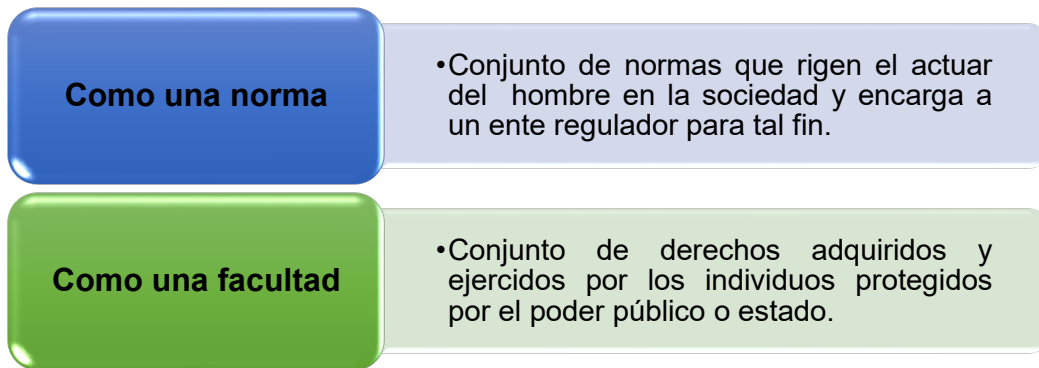 Como una norma
•Conjunto de normas que rigen el actuar
del hombre en la sociedad y encarga a
un ente regulador para tal fin.
Como una facultad
•Conjunto de derechos adquiridos y
ejercidos por los individuos protegidos
por el poder público o estado.